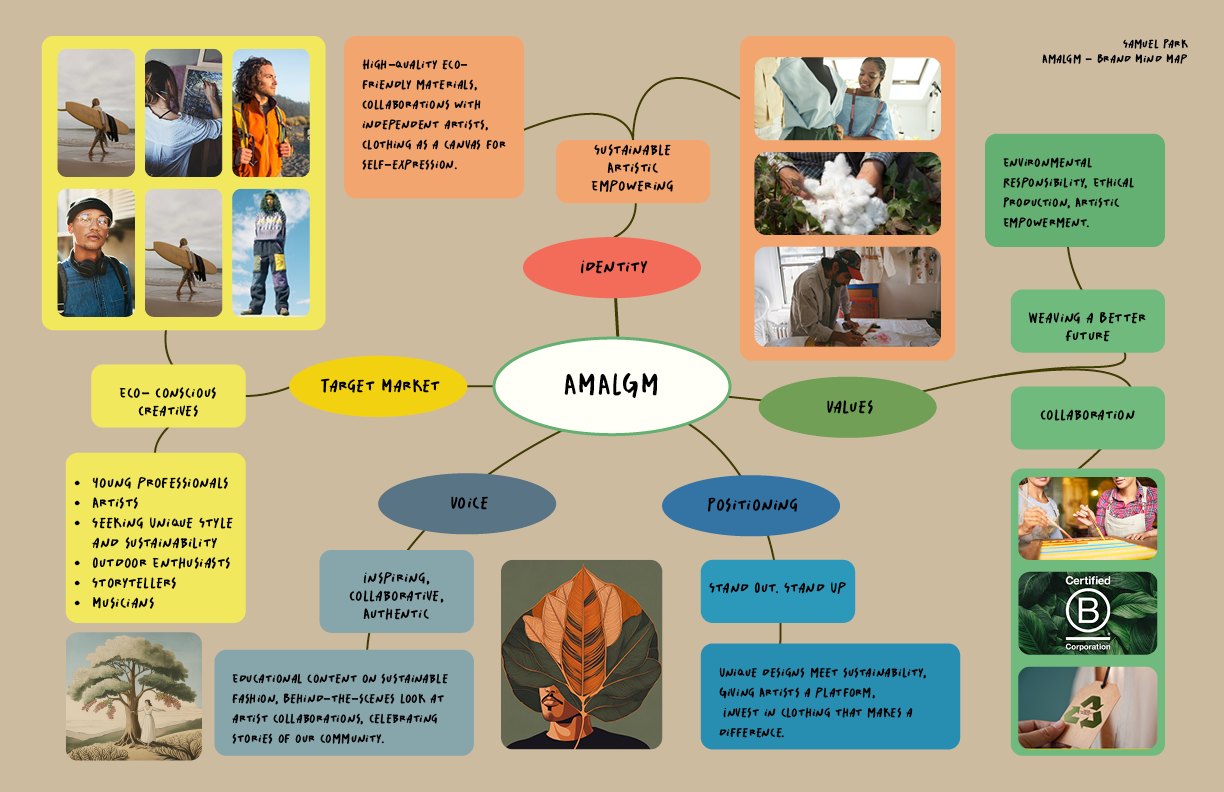 SAMUEL PARK
AMALGM – BRAND MIND MAP
HIGH-QUALITY ECO-
FRIENDLY MATERIALS,
COLLABORATIONS WITH
INDEPENDENT ARTISTS,
CLOTHING AS A CANVAS FOR
SELF-EXPRESSION.
SUSTAINABLE
ARTISTIC
EMPOWERING
IDENTITY
ENVIRONMENTAL
RESPONSIBILITY, ETHICAL
PRODUCTION, ARTISTIC
EMPOWERMENT.
WEAVING A BETTER
FUTURE
ECO- CONSCIOUS
CREATIVES
TARGET MARKET
AMALGM
VALUES
COLLABORATION
• YOUNG PROFESSIONALS
• ARTISTS
• SEEKING UNIQUE STYLE
AND SUSTAINABILITY
• OUTDOOR ENTHUSIASTS
• STORYTELLERS
• MUSICIANS
VOICE
POSITIONING
INSPIRING,
COLLABORATIVE,
AUTHENTIC
STAND OUT. STAND UP
EDUCATIONAL CONTENT ON SUSTAINABLE
FASHION, BEHIND-THE-SCENES LOOK AT
ARTIST COLLABORATIONS, CELEBRATING
STORIES OF OUR COMMUNITY.
UNIQUE DESIGNS MEET SUSTAINABILITY,
GIVING ARTISTS A PLATFORM,
INVEST IN CLOTHING THAT MAKES A
DIFFERENCE.
Certified
B
Corporation